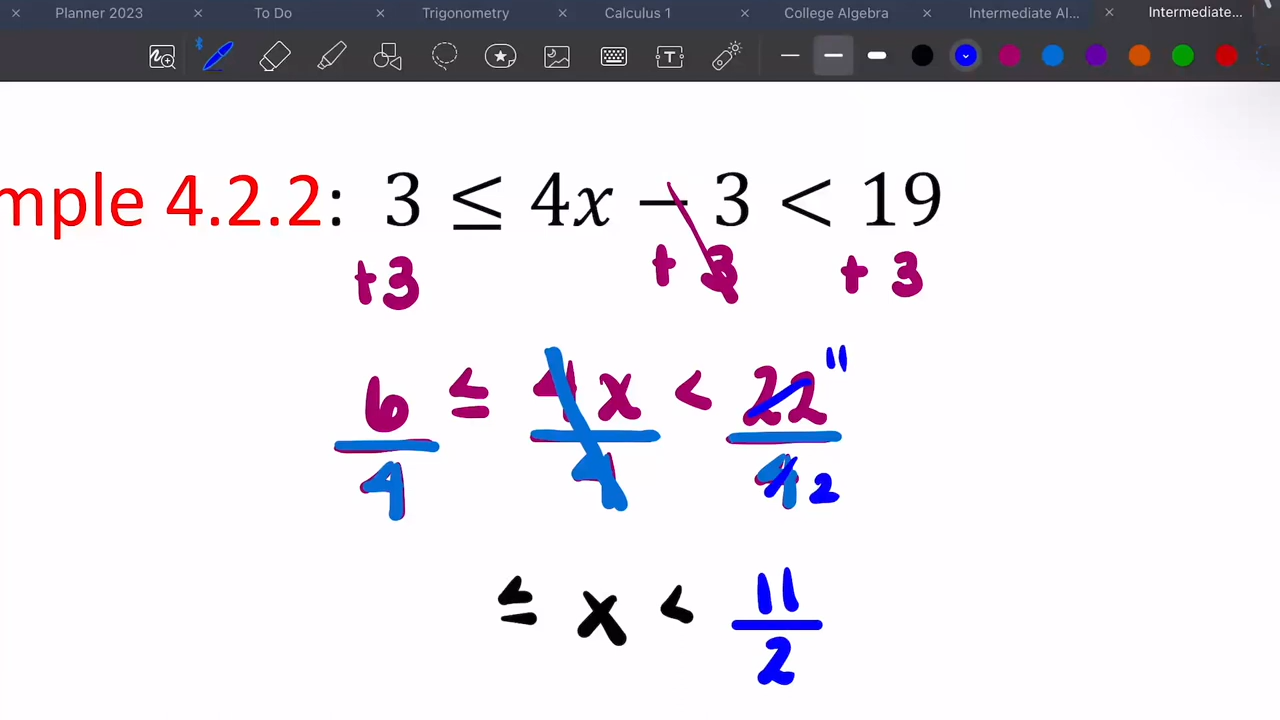 Planner 2023 To Do Trigonometry Calculus 1 College Algebra Intermediate Al... Intermediate...
mple 4.2.2: 3 ≤ 4x − 3 < 19
+3 + 3 + 3
6 ≤ 4x < 22 11
4 4 4 2
≤ x < 11
2